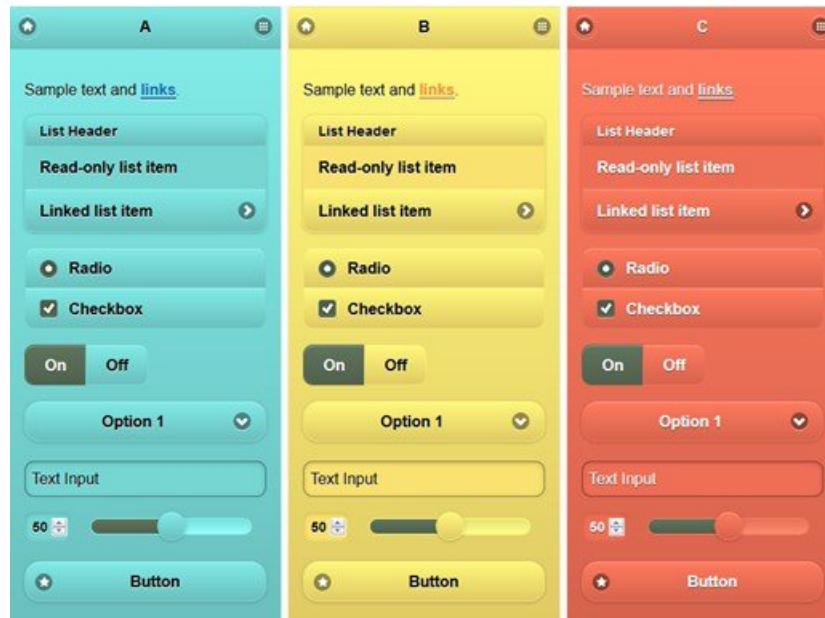 A
Sample text and links.
List Header
Read-only list item
Linked list item
Radio
Checkbox
On Off
Option 1
Text Input
50
Button
B
Sample text and links.
List Header
Read-only list item
Linked list item
Radio
Checkbox
On Off
Option 1
Text Input
50
Button
C
Sample text and links.
List Header
Read-only list item
Linked list item
Radio
Checkbox
On Off
Option 1
Text Input
50
Button